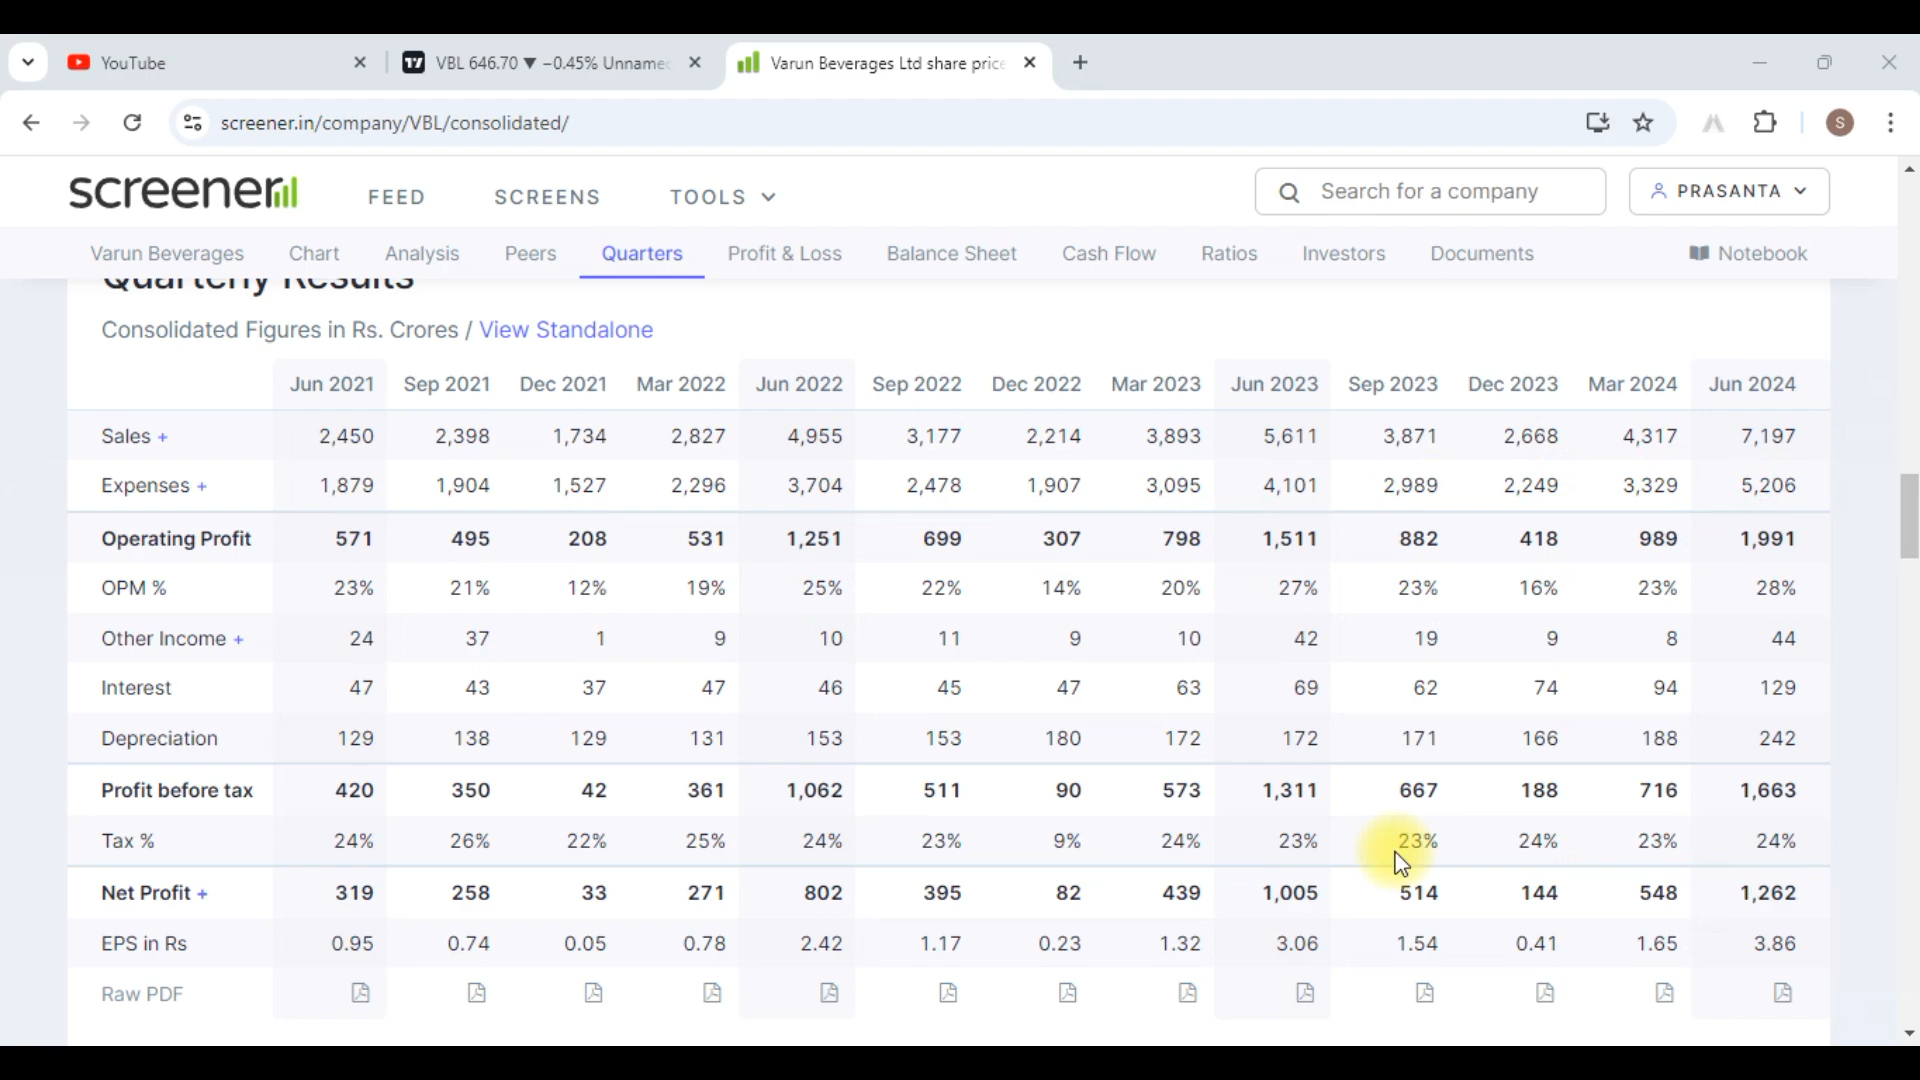 YouTube
VBL 646.70 ▼ −0.45% Unname
Varun Beverages Ltd share price
screener.in/company/VBL/consolidated/
S
screener
FEED SCREENS TOOLS
Search for a company
PRASANTA
Varun Beverages Chart Analysis Peers Quarters Profit & Loss Balance Sheet Cash Flow Ratios Investors Documents Notebook
Quarterly Results
Consolidated Figures in Rs. Crores / View Standalone
Jun 2021 Sep 2021 Dec 2021 Mar 2022 Jun 2022 Sep 2022 Dec 2022 Mar 2023 Jun 2023 Sep 2023 Dec 2023 Mar 2024 Jun 2024
Sales + 2,450 2,398 1,734 2,827 4,955 3,177 2,214 3,893 5,611 3,871 2,668 4,317 7,197
Expenses + 1,879 1,904 1,527 2,296 3,704 2,478 1,907 3,095 4,101 2,989 2,249 3,329 5,206
Operating Profit 571 495 208 531 1,251 699 307 798 1,511 882 418 989 1,991
OPM % 23% 21% 12% 19% 25% 22% 14% 20% 27% 23% 16% 23% 28%
Other Income + 24 37 1 9 10 11 9 10 42 19 9 8 44
Interest 47 43 37 47 46 45 47 63 69 62 74 94 129
Depreciation 129 138 129 131 153 153 180 172 172 171 166 188 242
Profit before tax 420 350 42 361 1,062 511 90 573 1,311 667 188 716 1,663
Tax % 24% 26% 22% 25% 24% 23% 9% 24% 23% 23% 24% 23% 24%
Net Profit + 319 258 33 271 802 395 82 439 1,005 514 144 548 1,262
EPS in Rs 0.95 0.74 0.05 0.78 2.42 1.17 0.23 1.32 3.06 1.54 0.41 1.65 3.86
Raw PDF